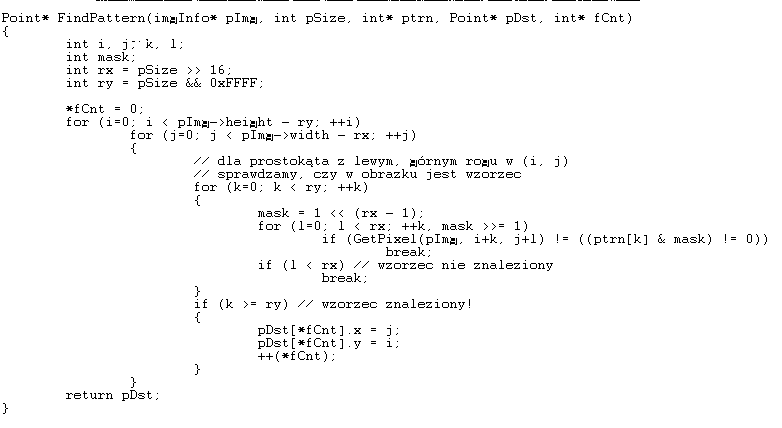 Point* FindPattern(imgInfo* pImg, int pSize, int* ptrn, Point* pDst, int* fCnt)
{
int i, j, k, l;
int mask;
int rx = pSize >> 16;
int ry = pSize && 0xFFFF;
*fCnt = 0;
for (i=0; i < pImg->height - ry; ++i)
for (j=0; j < pImg->width - rx; ++j)
{
// dla prostokąta z lewym, górnym rogu w (i, j)
// sprawdzamy, czy w obrazku jest wzorzec
for (k=0; k < ry; ++k)
{
mask = 1 << (rx - 1);
for (l=0; l < rx; ++k, mask >>= 1)
if (GetPixel(pImg, i+k, j+l) != ((ptrn[k] & mask) != 0))
break;
if (l < rx) // wzorzec nie znaleziony
break;
}
if (k >= ry) // wzorzec znaleziony!
{
pDst[*fCnt].x = j;
pDst[*fCnt].y = i;
++(*fCnt);
}
}
return pDst;
}